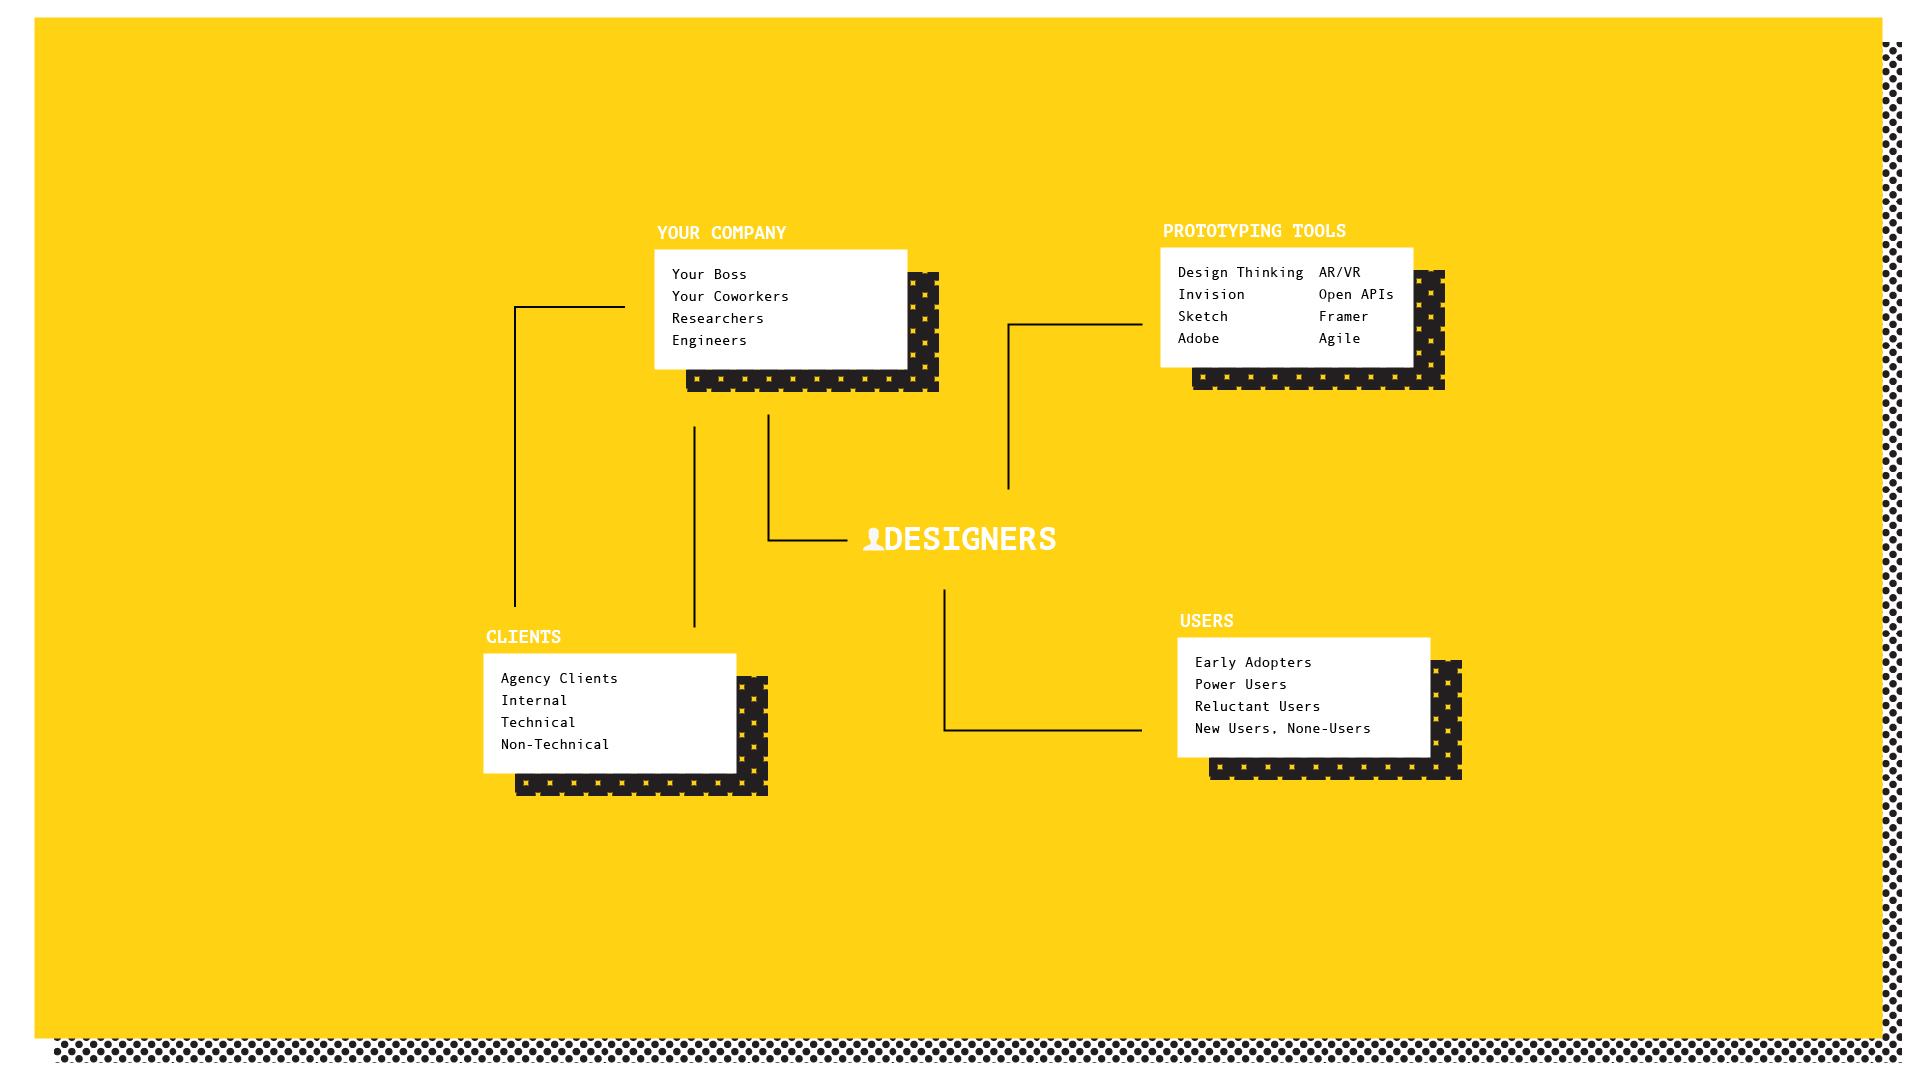 YOUR COMPANY
Your Boss
Your Coworkers
Researchers
Engineers
PROTOTYPING TOOLS
Design Thinking AR/VR
Invision Open APIs
Sketch Framer
Adobe Agile
DESIGNERS
CLIENTS
Agency Clients
Internal
Technical
Non-Technical
USERS
Early Adopters
Power Users
Reluctant Users
New Users, None-Users